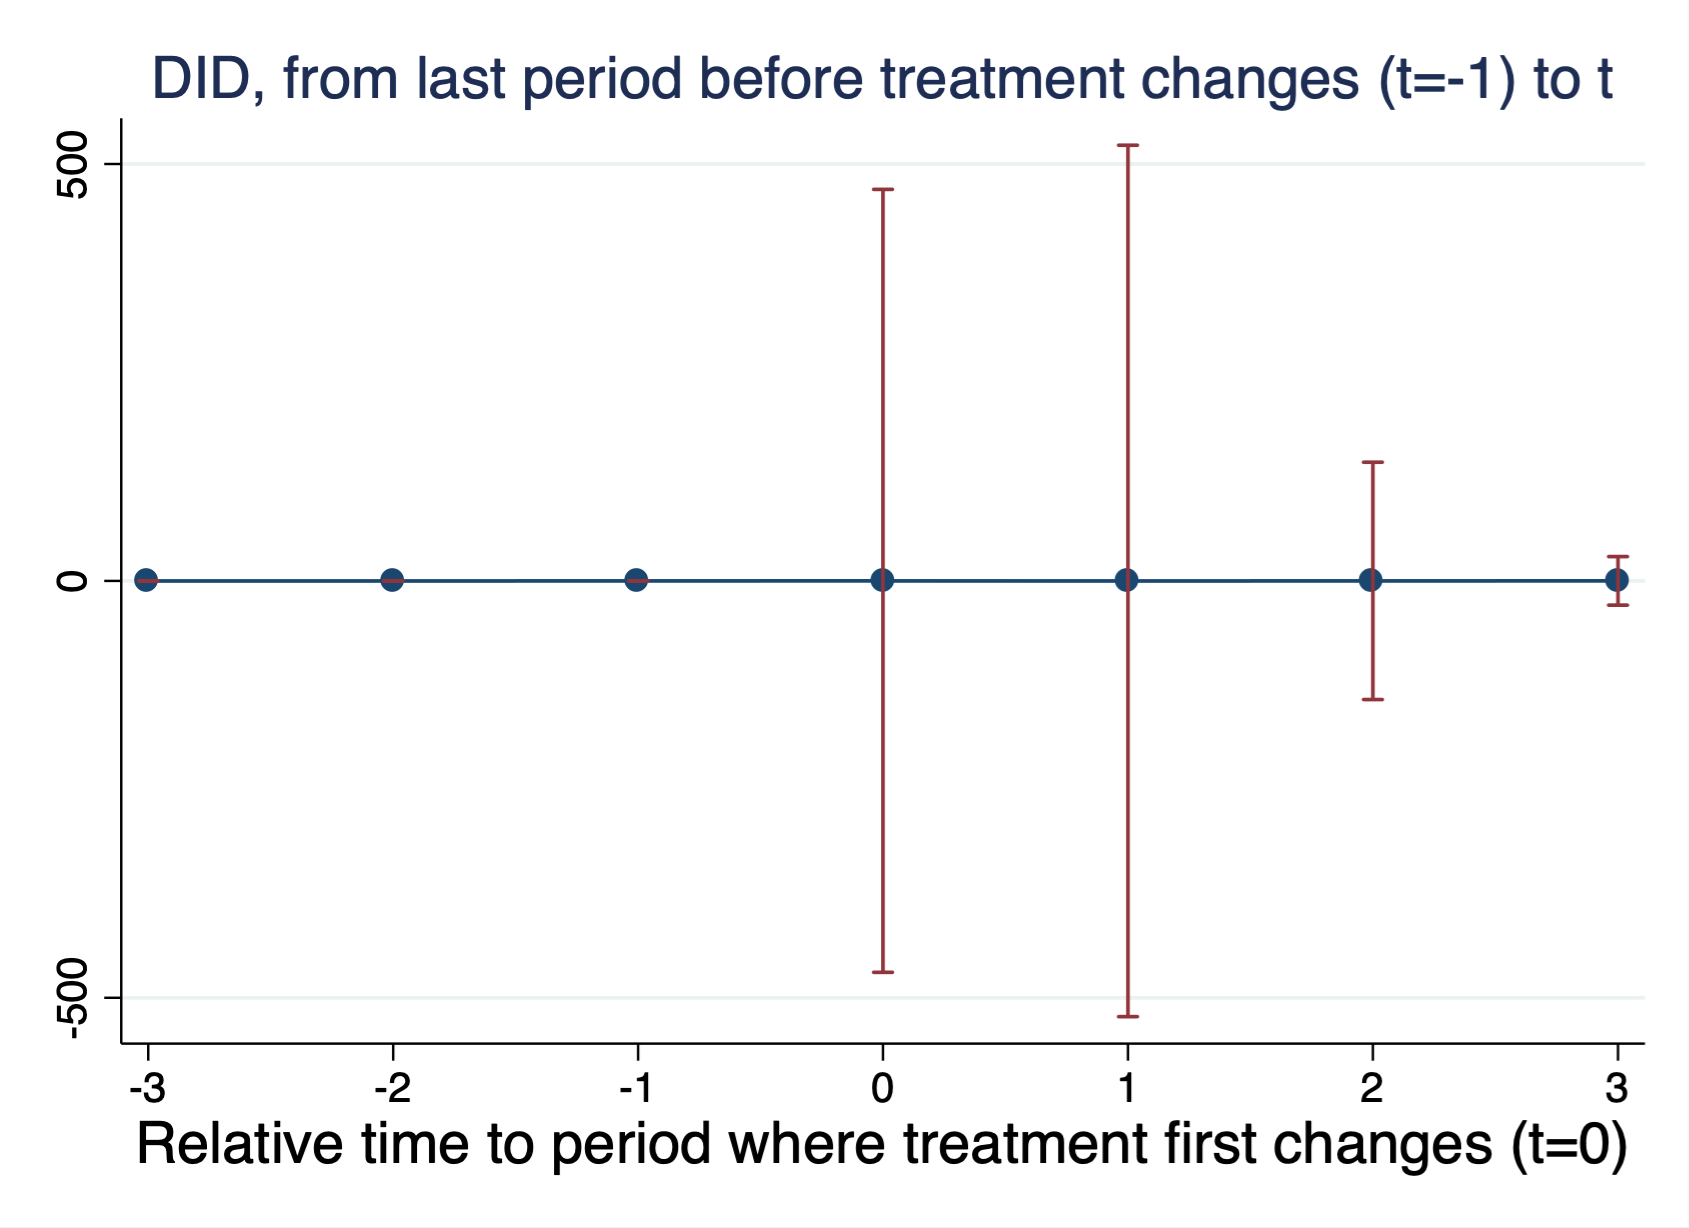 DID, from last period before treatment changes (t=-1) to t
500
0
-500
-3 -2 -1 0 1 2 3
Relative time to period where treatment first changes (t=0)